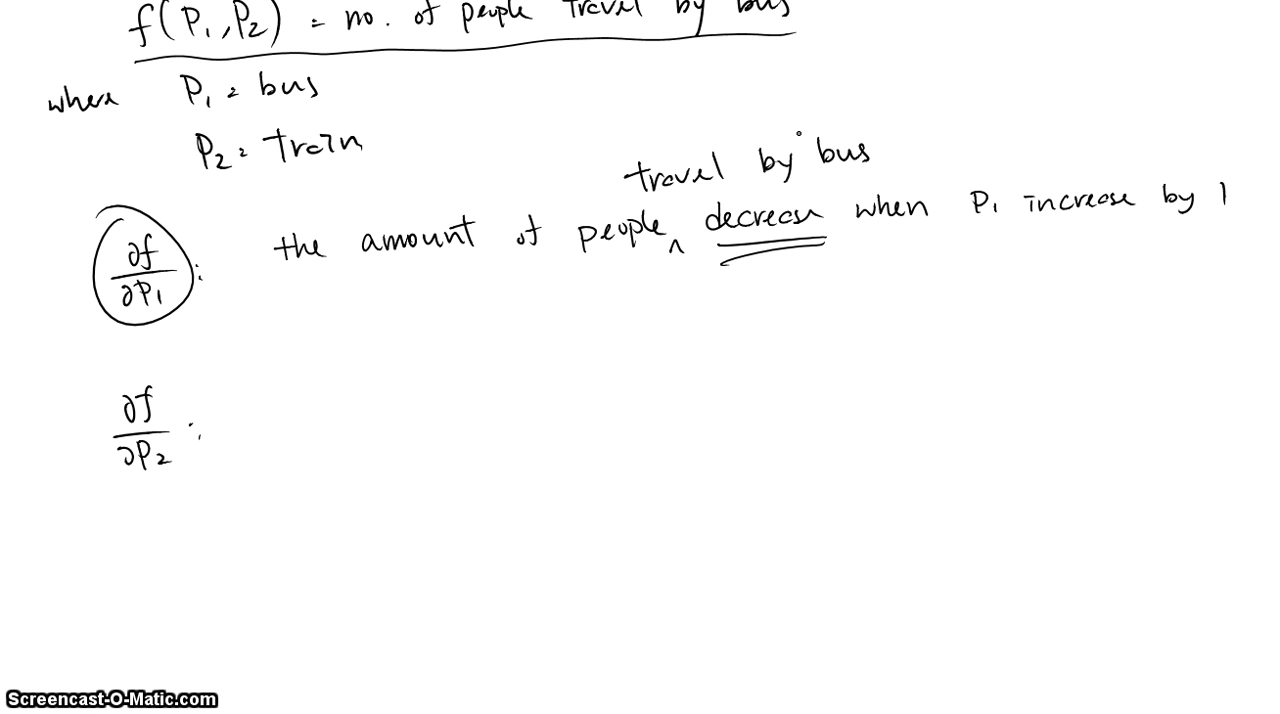 f(P₁,P₂) = no. of people travel by bus
where P₁ = bus
P₂ = train
travel by bus
∂f/∂P₁ : the amount of people ^ decrease when P₁ increase by 1
∂f/∂P₂ :
Screencast-O-Matic.com